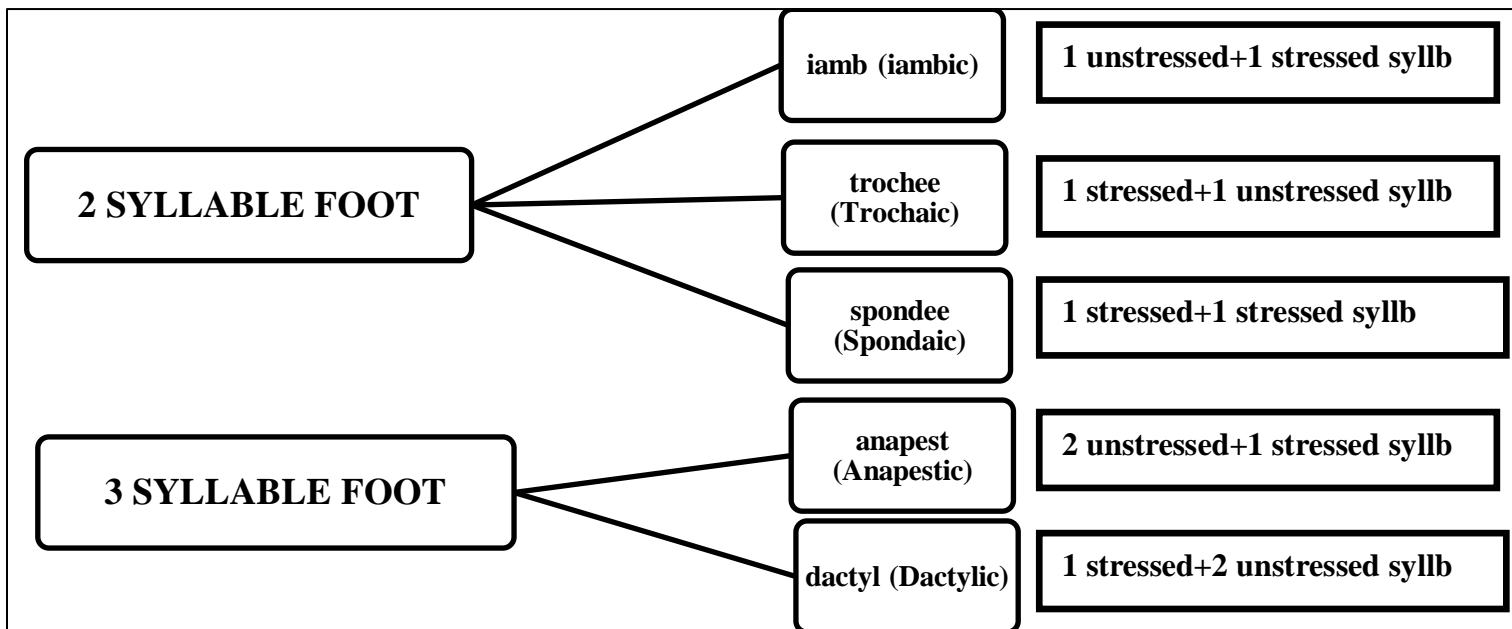 iamb (iambic)
1 unstressed+1 stressed syllb
2 SYLLABLE FOOT
trochee
(Trochaic)
1 stressed+1 unstressed syllb
spondee
(Spondaic)
1 stressed+1 stressed syllb
3 SYLLABLE FOOT
anapest
(Anapestic)
2 unstressed+1 stressed syllb
dactyl (Dactylic)
1 stressed+2 unstressed syllb